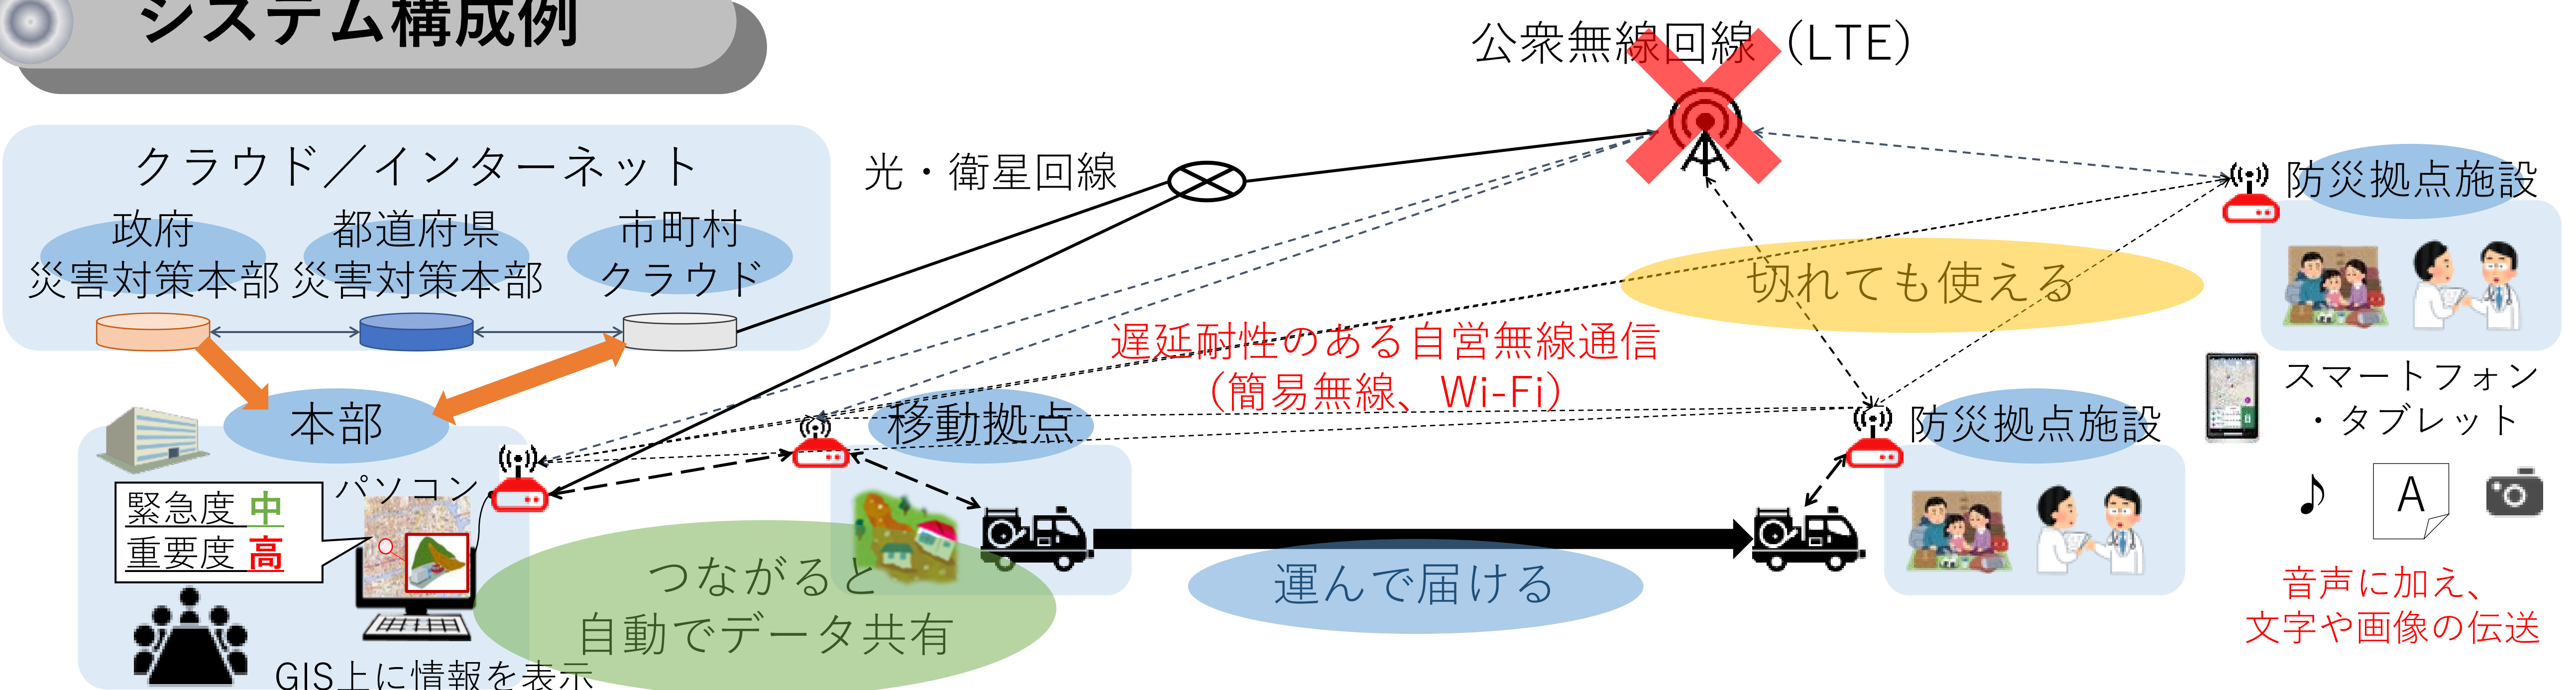 システム構成例
公衆無線回線（LTE）
クラウド／インターネット
政府
災害対策本部
都道府県
災害対策本部
市町村
クラウド
光・衛星回線
防災拠点施設
切れても使える
遅延耐性のある自営無線通信
（簡易無線、Wi-Fi）
スマートフォン
・タブレット
本部
移動拠点
防災拠点施設
パソコン
緊急度 中
重要度 高
A
つながると
自動でデータ共有
運んで届ける
音声に加え、
文字や画像の伝送
GIS上に情報を表示